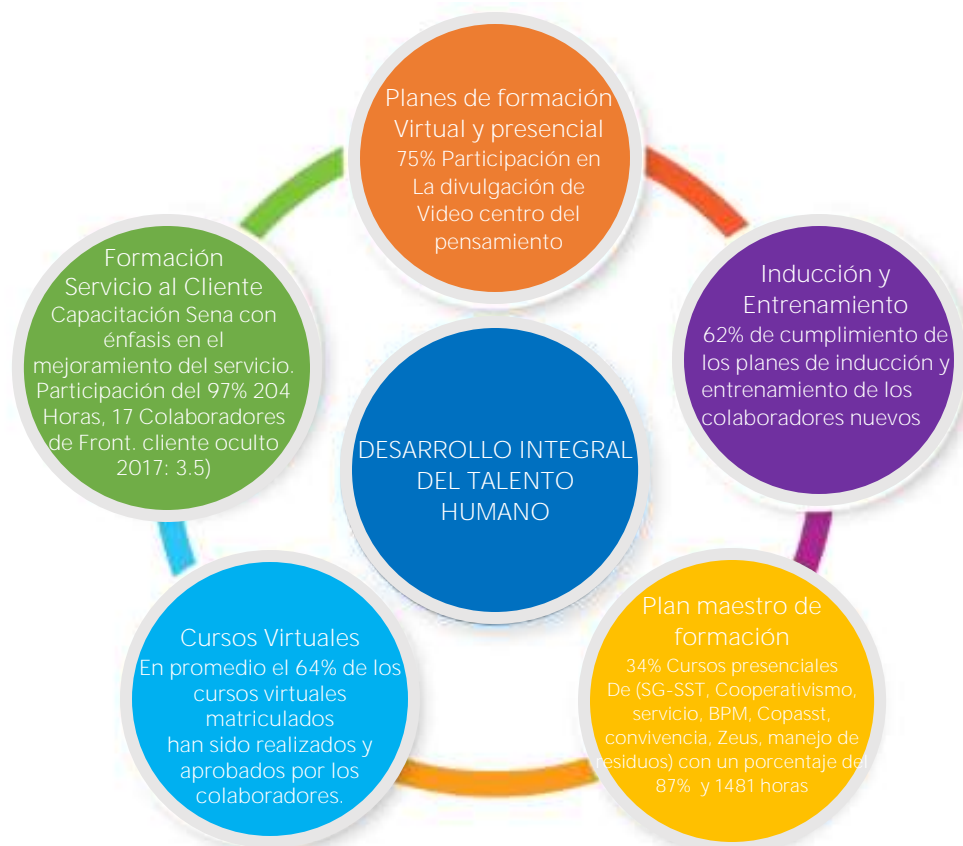 Planes de formación
Virtual y presencial
75% Participación en
La divulgación de
Video centro del
pensamiento
Inducción y
Entrenamiento
62% de cumplimiento de
los planes de inducción y
entrenamiento de los
colaboradores nuevos
Plan maestro de
formación
34% Cursos presenciales
De (SG-SST, Cooperativismo,
servicio, BPM, Copasst,
convivencia, Zeus, manejo de
residuos) con un porcentaje del
87% y 1481 horas
Cursos Virtuales
En promedio el 64% de los
cursos virtuales
matriculados
han sido realizados y
aprobados por los
colaboradores.
Formación
Servicio al Cliente
Capacitación Sena con
énfasis en el
mejoramiento del servicio.
Participación del 97% 204
Horas, 17 Colaboradores
de Front. cliente oculto
2017: 3.5)
DESARROLLO INTEGRAL
DEL TALENTO
HUMANO